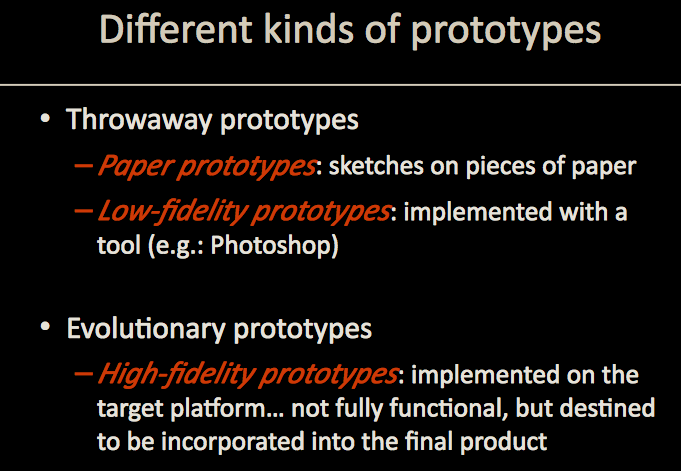 Different kinds of prototypes
• Throwaway prototypes
– Paper prototypes: sketches on pieces of paper
– Low-fidelity prototypes: implemented with a
tool (e.g.: Photoshop)
• Evolutionary prototypes
– High-fidelity prototypes: implemented on the
target platform... not fully functional, but destined
to be incorporated into the final product